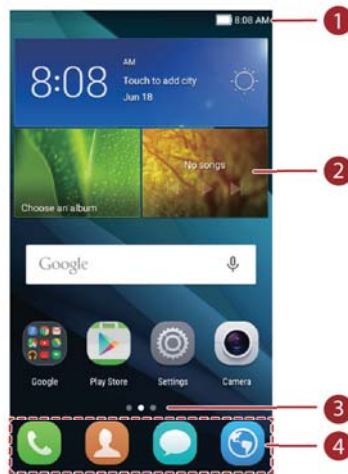 8:08 AM
1
8:08
AM
Touch to add city
Jun 18
No songs
2
Choose an album
Google
Google
Play Store
Settings
Camera
3
4